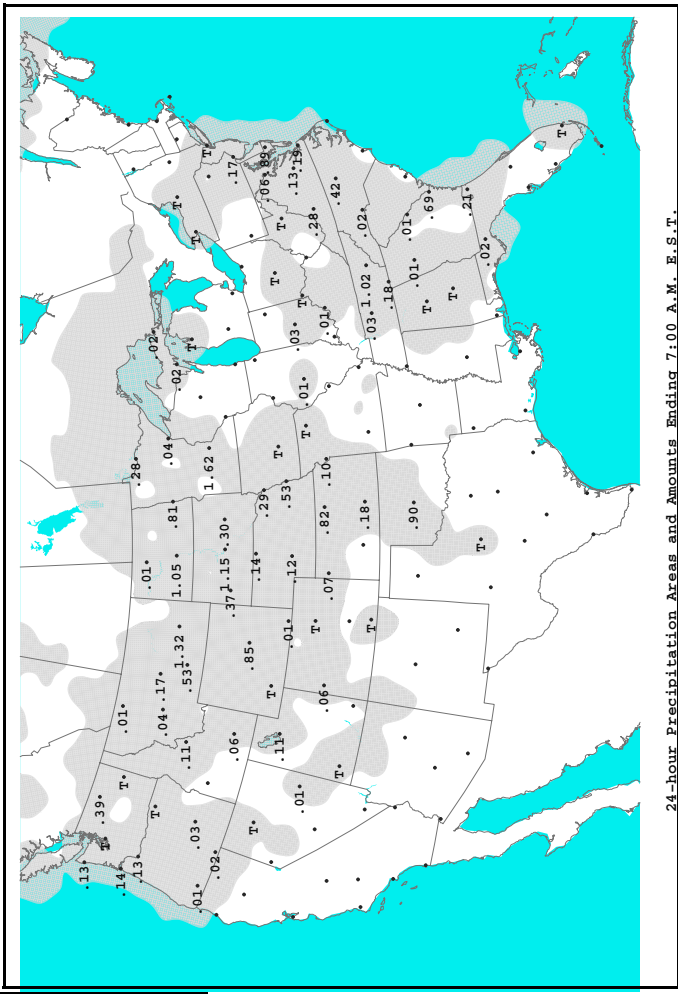 .13
.39
T
.14
.01
T
.28
.13
.01
.02
T
.17
.04
.04
.81
1.05
.02
T
1.32
.11
.53
T
.03
T
.01
T
1.62
.02
.30
1.15
.37
.17
.06
.85
T
.14
.29
.06
.89
T
T
T
.11
T
.53
.01
.12
.13
.03
.19
.01
T
.01
T
.28
T
.06
.01
.82
.10
.07
.42
T
.02
.18
1.02
T
.03
.18
.01
.01
.90
T
.69
T
.21
T
.02
T
24-hour Precipitation Areas and Amounts Ending 7:00 A.M. E.S.T.